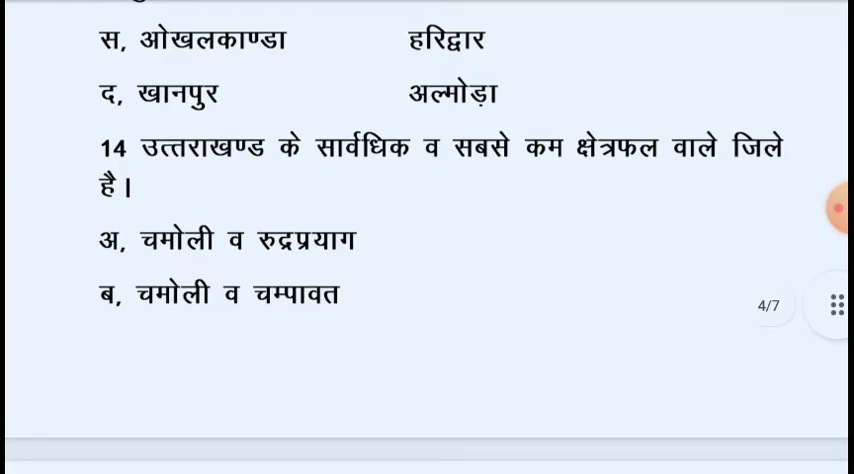 स, ओखलकाण्डा हरिद्वार
द, खानपुर अल्मोड़ा
14 उत्तराखण्ड के सार्वधिक व सबसे कम क्षेत्रफल वाले जिले
है।
अ, चमोली व रुद्रप्रयाग
ब, चमोली व चम्पावत
4/7